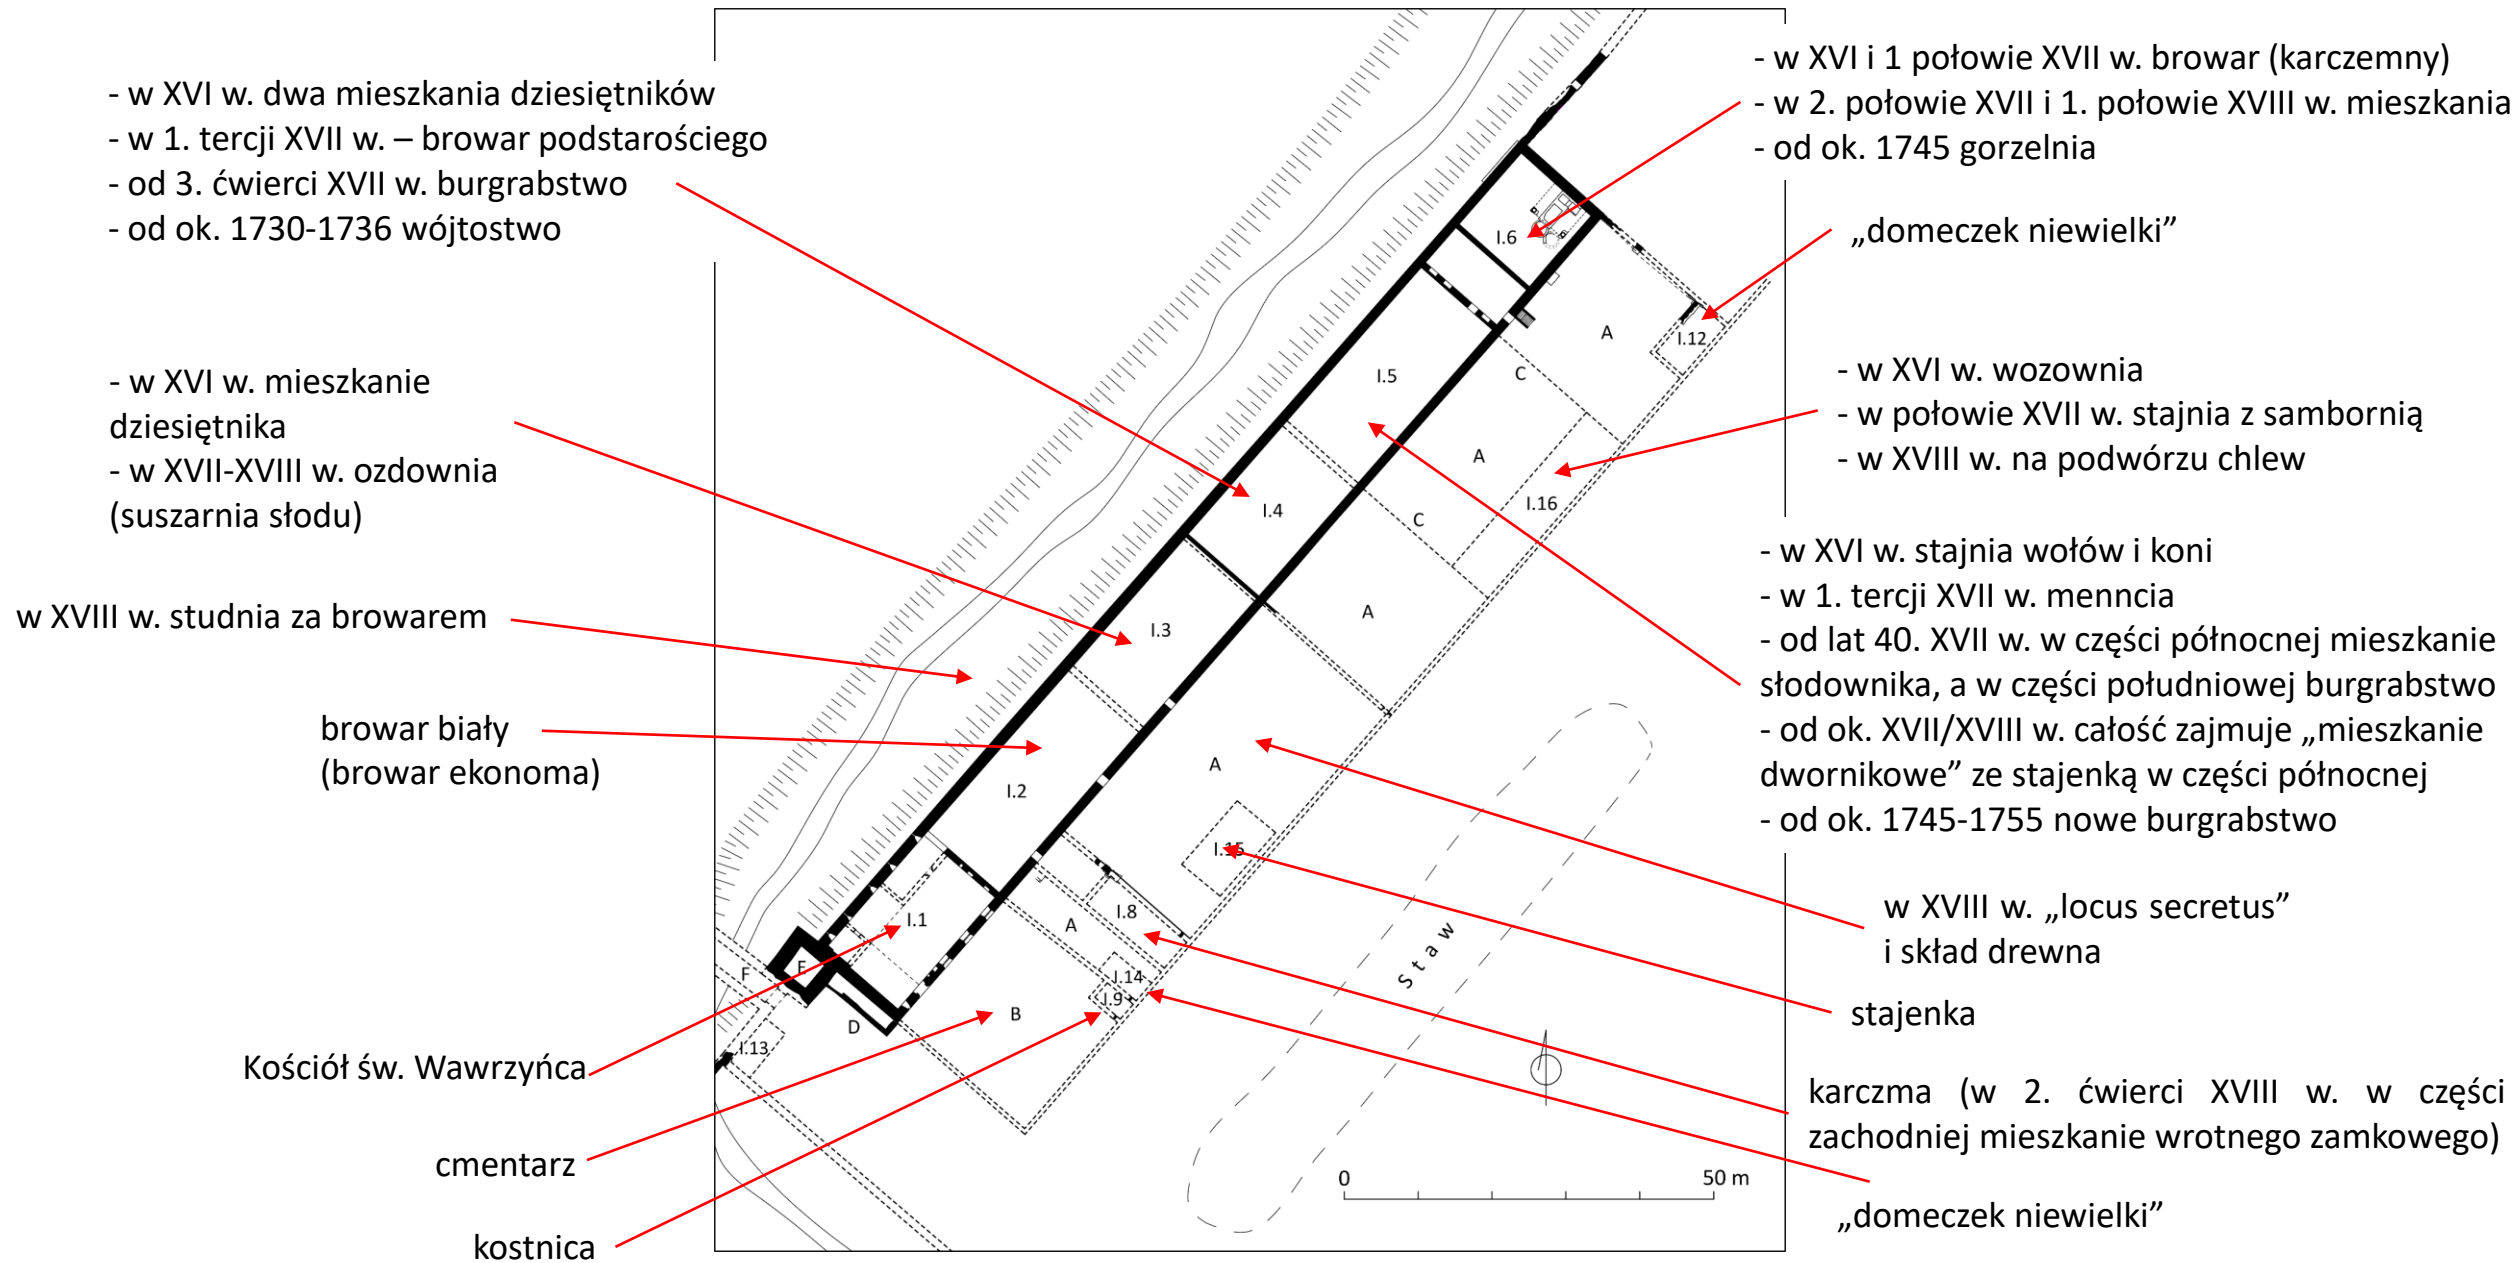 - w XVI w. dwa mieszkania dziesiętników
- w 1. tercji XVII w. – browar podstarościego
- od 3. ćwierci XVII w. burgrabstwo
- od ok. 1730-1736 wójtostwo
- w XVI w. mieszkanie
dziesiętnika
- w XVII-XVIII w. ozdownia
(suszarnia słodu)
w XVIII w. studnia za browarem
browar biały
(browar ekonoma)
Kościół św. Wawrzyńca
cmentarz
kostnica
- w XVI i 1 połowie XVII w. browar (karczemny)
- w 2. połowie XVII i 1. połowie XVIII w. mieszkania
- od ok. 1745 gorzelnia
„domeczek niewielki”
- w XVI w. wozownia
- w połowie XVII w. stajnia z sambornią
- w XVIII w. na podwórzu chlew
- w XVI w. stajnia wołów i koni
- w 1. tercji XVII w. menncia
- od lat 40. XVII w. w części północnej mieszkanie
słodownika, a w części południowej burgrabstwo
- od ok. XVII/XVIII w. całość zajmuje „mieszkanie
dwornikowe” ze stajenką w części północnej
- od ok. 1745-1755 nowe burgrabstwo
w XVIII w. „locus secretus”
i skład drewna
stajenka
karczma (w 2. ćwierci XVIII w. w części
zachodniej mieszkanie wrotnego zamkowego)
„domeczek niewielki”
I.6
A
I.12
I.5
C
A
I.16
I.4
C
A
I.3
A
I.2
I.15
I.8
I.1
A
Staw
E
F
I.14
I.9
B
D
I.13
0
50 m